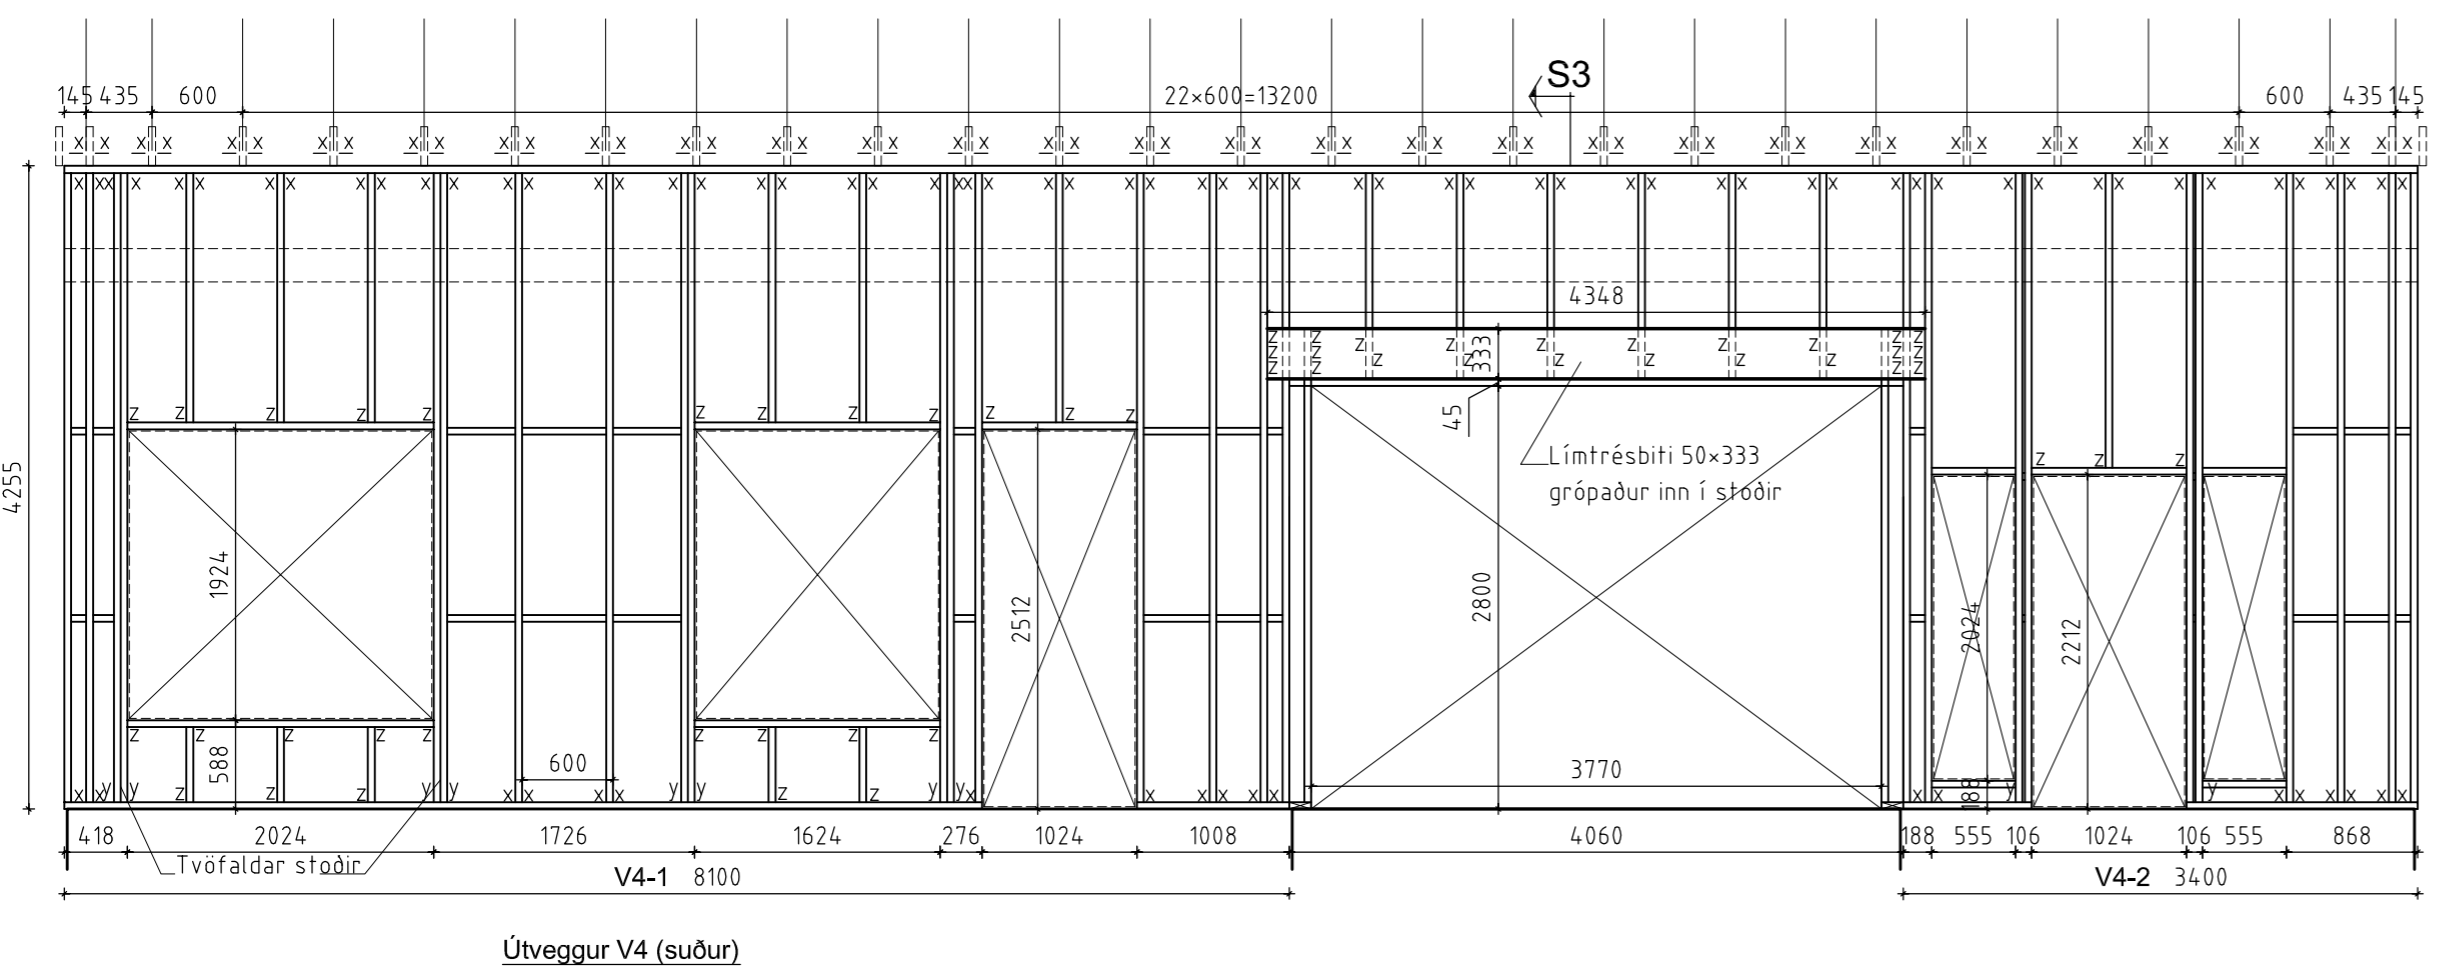 S3
145 435 600 22×600=13200 600 435 145
x x x x x x x x x x x x x x x x x x x x x x x x x x x x x x x x x x x x x x x x x x x x x x x x x x x x
x xx x x x x x x x x x x x x x x x x x x xx x x x x x x x x x x x x x x x x x x x x x x x x x x x x x x x x x x x x
4348
z z z z z z z z z z z z z z z z z z
z z z z z z
z z z z z z
333
45
z z z z z z z z z z z z
z z z
Límtrésbiti 50×333
grópaður inn í stoðir
4255
1924
2512
2800
2024
2212
z z z z z z z z z
588
600
3770
188
x x y y z z z y y x x x x y y z z y y x x x x x x x x y y x x x x x x
418 2024 1726 1624 276 1024 1008 4060 188 555 106 1024 106 555 868
Tvöfaldar stoðir
V4-1 8100 V4-2 3400
Útveggur V4 (suður)